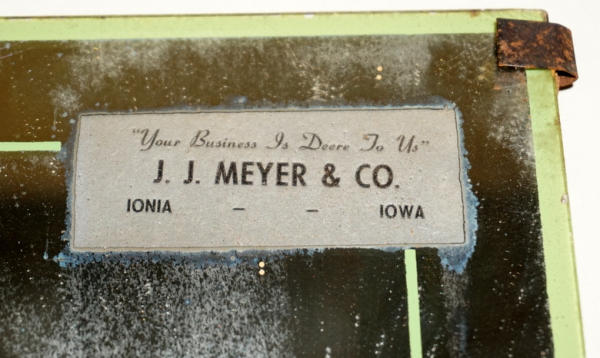 "Your Business Is Deere To Us"
J. J. MEYER & CO.
IONIA – – IOWA